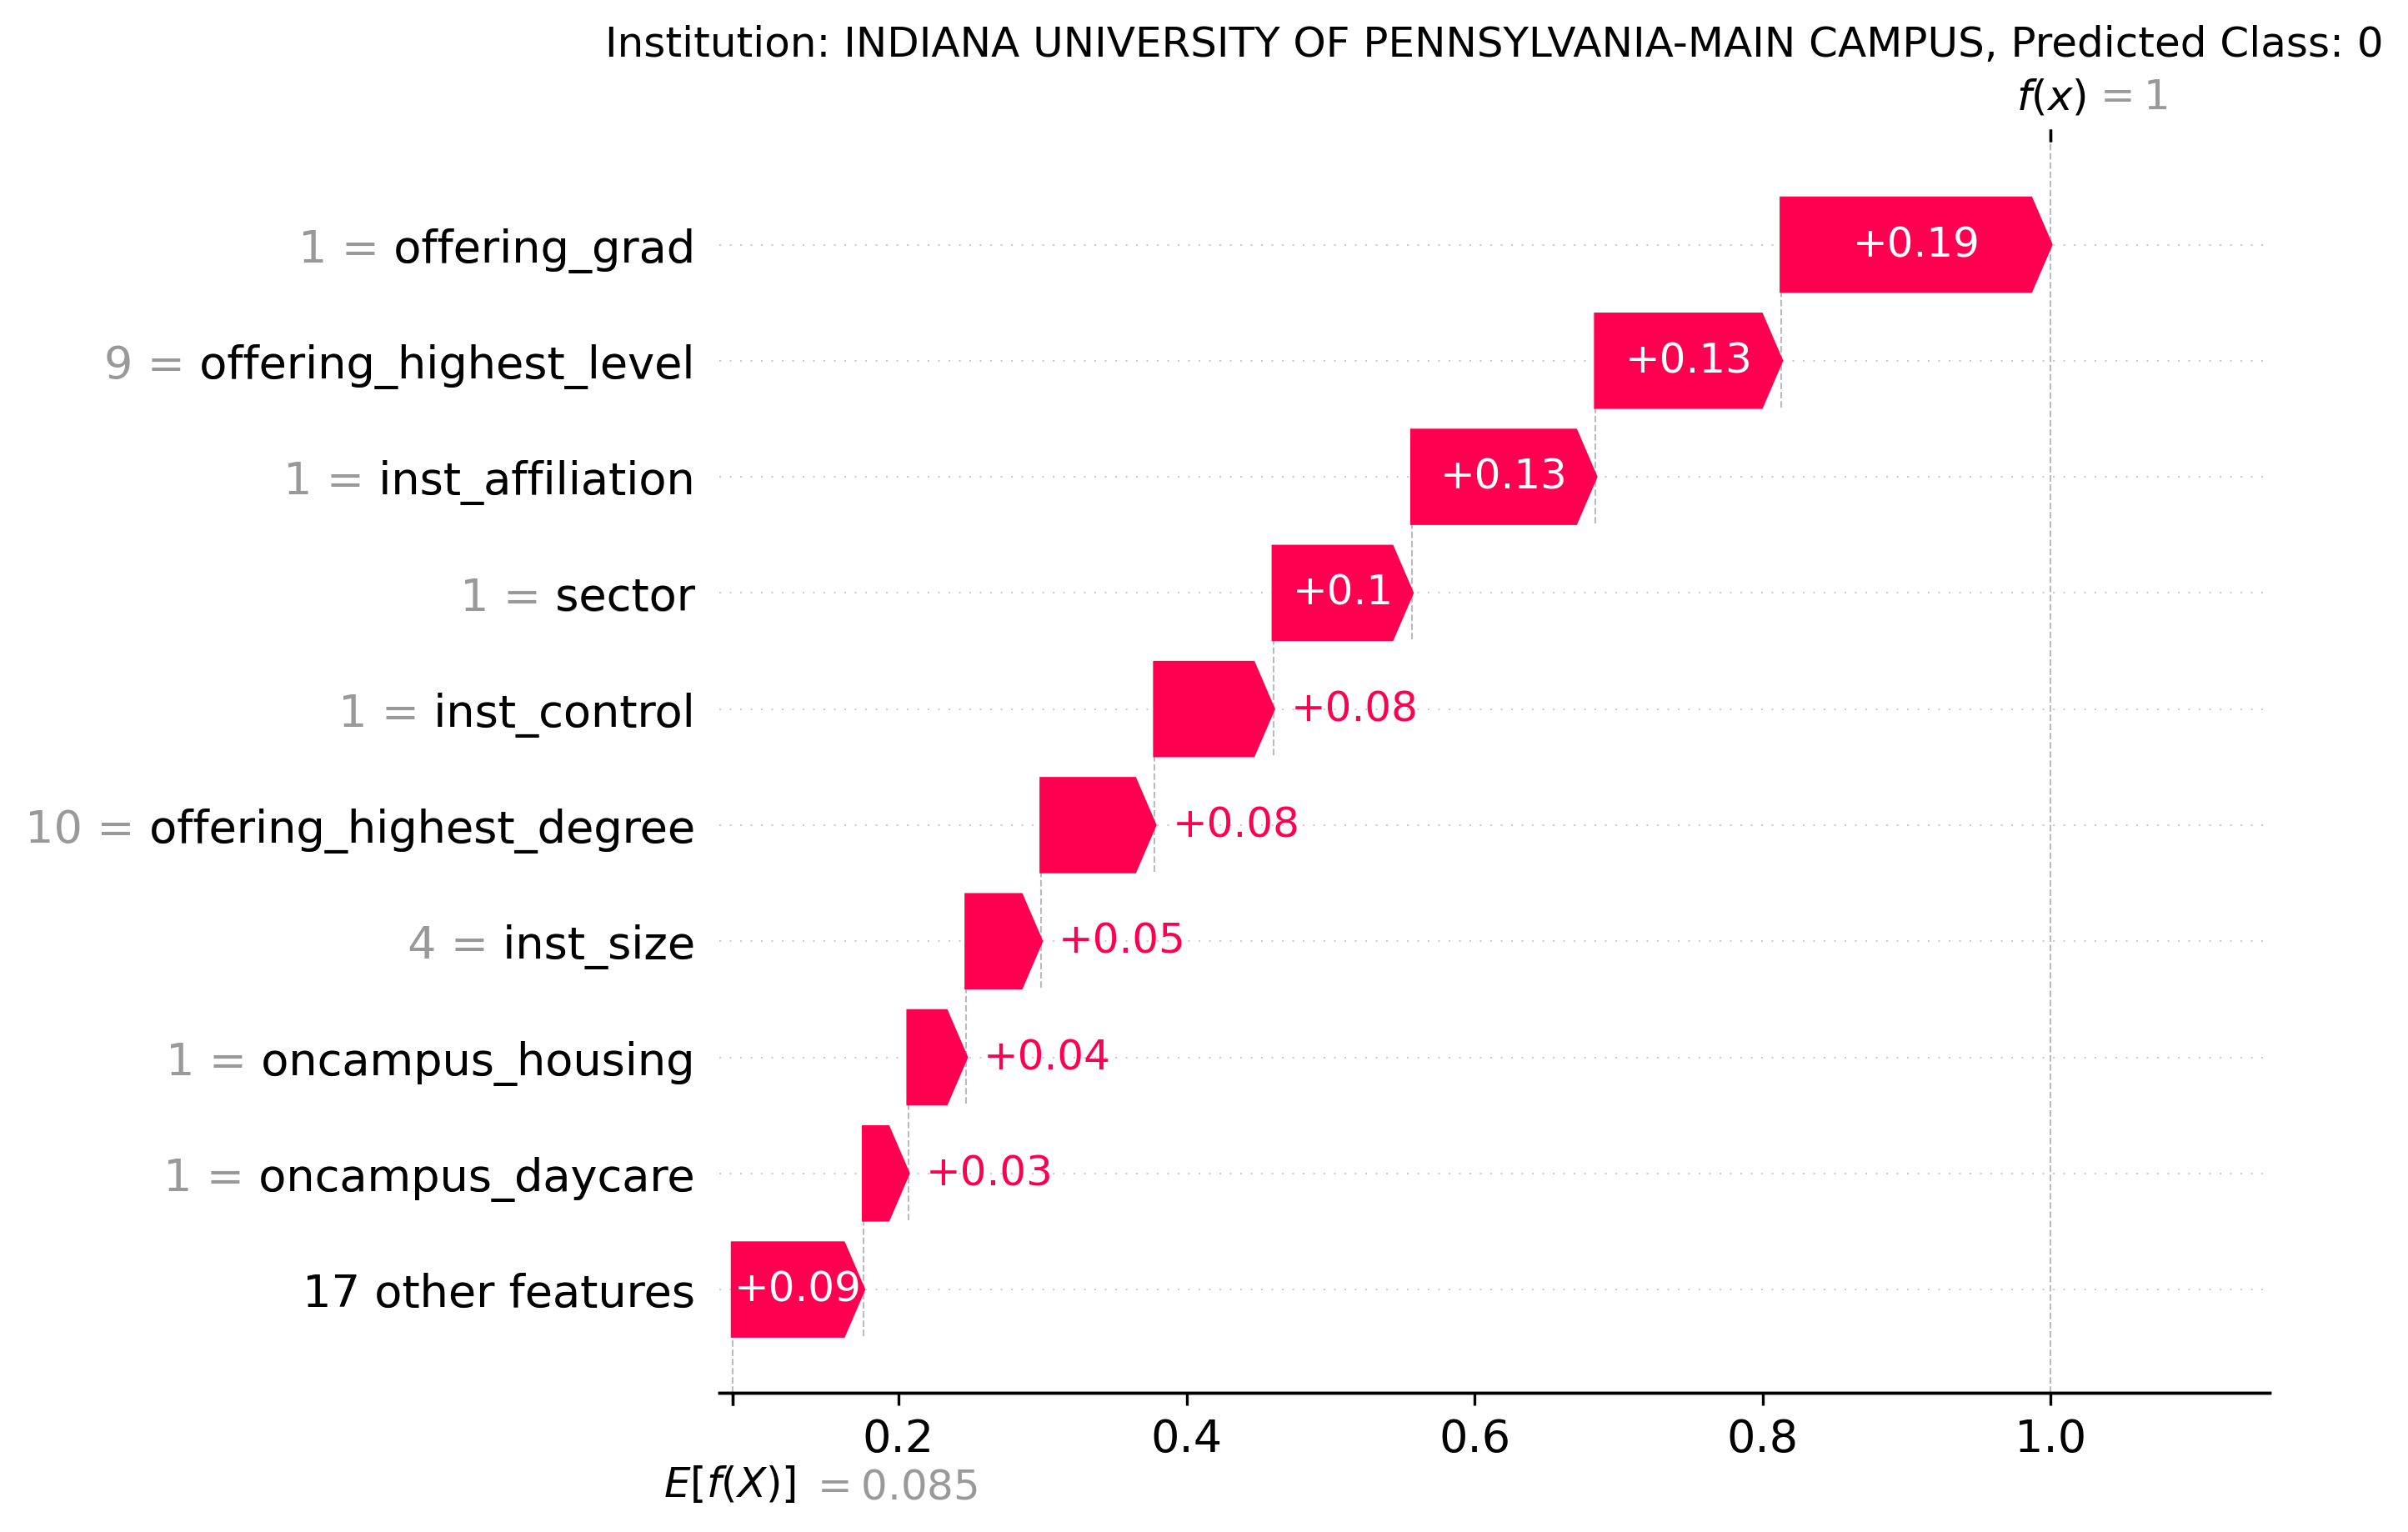 Institution: INDIANA UNIVERSITY OF PENNSYLVANIA-MAIN CAMPUS, Predicted Class: 0
f(x) = 1
1 = offering_grad +0.19
9 = offering_highest_level +0.13
1 = inst_affiliation +0.13
1 = sector +0.1
1 = inst_control +0.08
10 = offering_highest_degree +0.08
4 = inst_size +0.05
1 = oncampus_housing +0.04
1 = oncampus_daycare +0.03
17 other features +0.09
0.2 0.4 0.6 0.8 1.0
E[f(X)] = 0.085